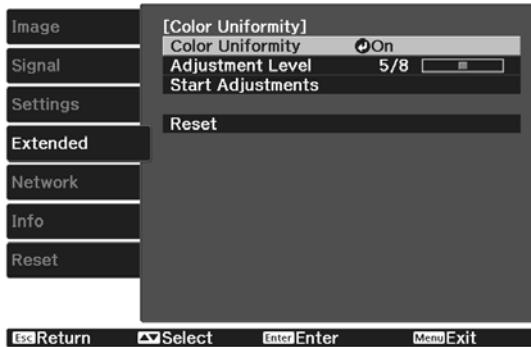 Image
Signal
Settings
Extended
Network
Info
Reset
[Color Uniformity]
Color Uniformity On
Adjustment Level 5/8
Start Adjustments
Reset
Esc Return Select Enter Enter Menu Exit